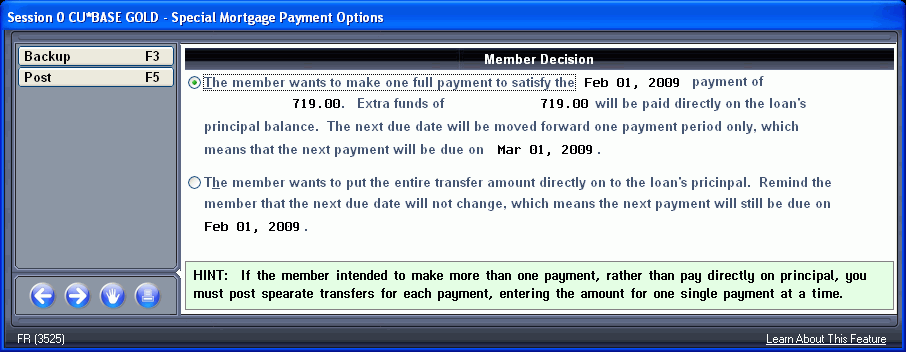 Session 0 CU*BASE GOLD - Special Mortgage Payment Options
Backup F3
Post F5
Member Decision
The member wants to make one full payment to satisfy the Feb 01, 2009 payment of
719.00. Extra funds of 719.00 will be paid directly on the loan's
principal balance. The next due date will be moved forward one payment period only, which
means that the next payment will be due on Mar 01, 2009.
The member wants to put the entire transfer amount directly on to the loan's pricinpal. Remind the
member that the next due date will not change, which means the next payment will still be due on
Feb 01, 2009.
HINT: If the member intended to make more than one payment, rather than pay directly on principal, you
must post spearate transfers for each payment, entering the amount for one single payment at a time.
FR (3525)
Learn About This Feature